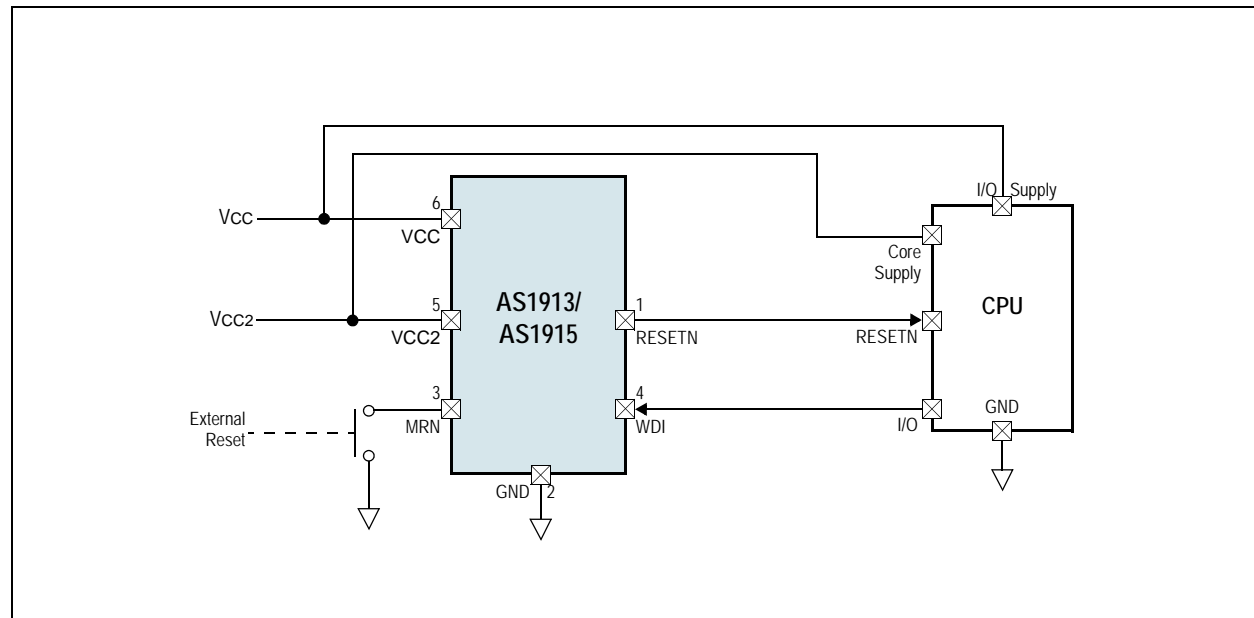 I/O Supply
6
VCC
VCC
Core
Supply
AS1913/
AS1915
CPU
5
VCC2
VCC2
1
RESETN
RESETN
3
MRN
4
WDI
I/O
GND
External
Reset
GND 2